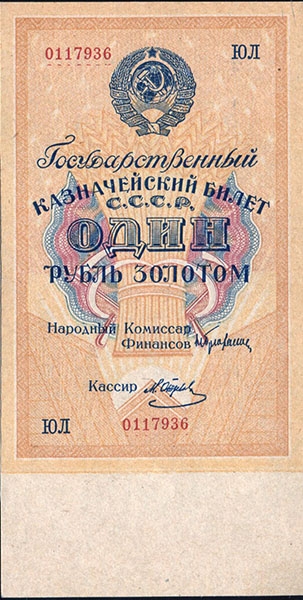 0117936 ЮЛ
Государственный
КАЗНАЧЕЙСКИЙ БИЛЕТ
С.С.С.Р.
ОДИН
РУБЛЬ ЗОЛОТОМ
Народный Комиссар
Финансов
Кассир
ЮЛ 0117936